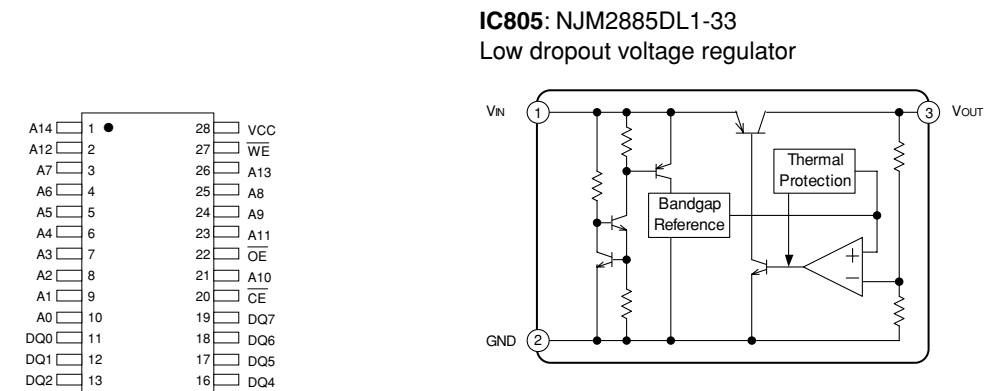 IC805: NJM2885DL1-33
Low dropout voltage regulator
A14 1 28 VCC
A12 2 27 WE
A7 3 26 A13
A6 4 25 A8
A5 5 24 A9
A4 6 23 A11
A3 7 22 OE
A2 8 21 A10
A1 9 20 CE
A0 10 19 DQ7
DQ0 11 18 DQ6
DQ1 12 17 DQ5
DQ2 13 16 DQ4
VIN 1
3 VOUT
Thermal
Protection
Bandgap
Reference
+
−
GND 2